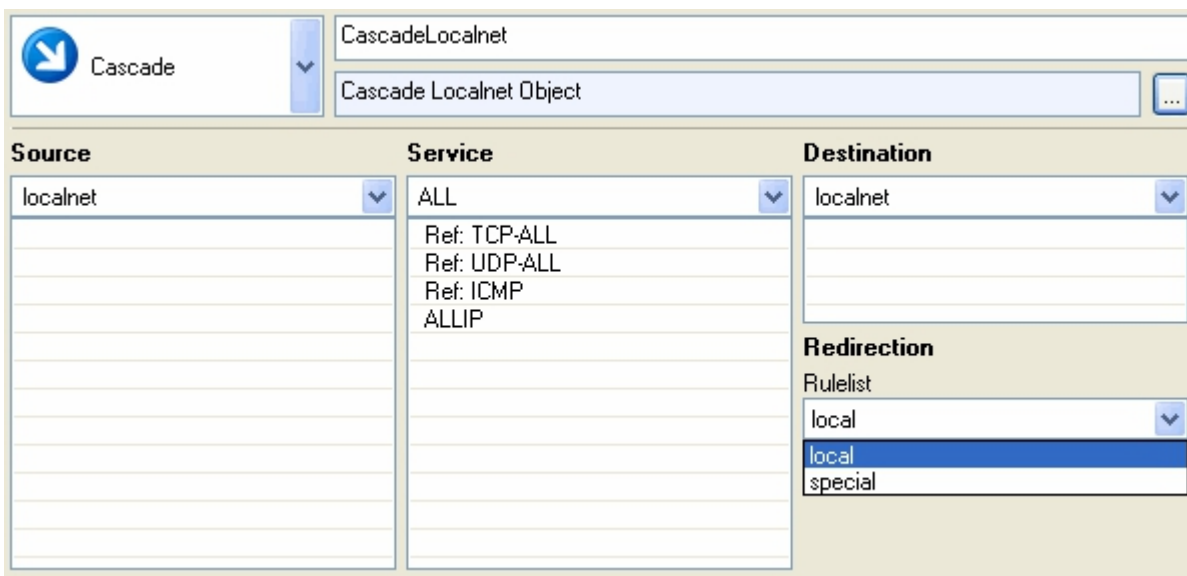 Cascade
CascadeLocalnet
Cascade Localnet Object
...
Source
Service
Destination
localnet
ALL
localnet
Ref: TCP-ALL
Ref: UDP-ALL
Ref: ICMP
ALLIP
Redirection
Rulelist
local
local
special